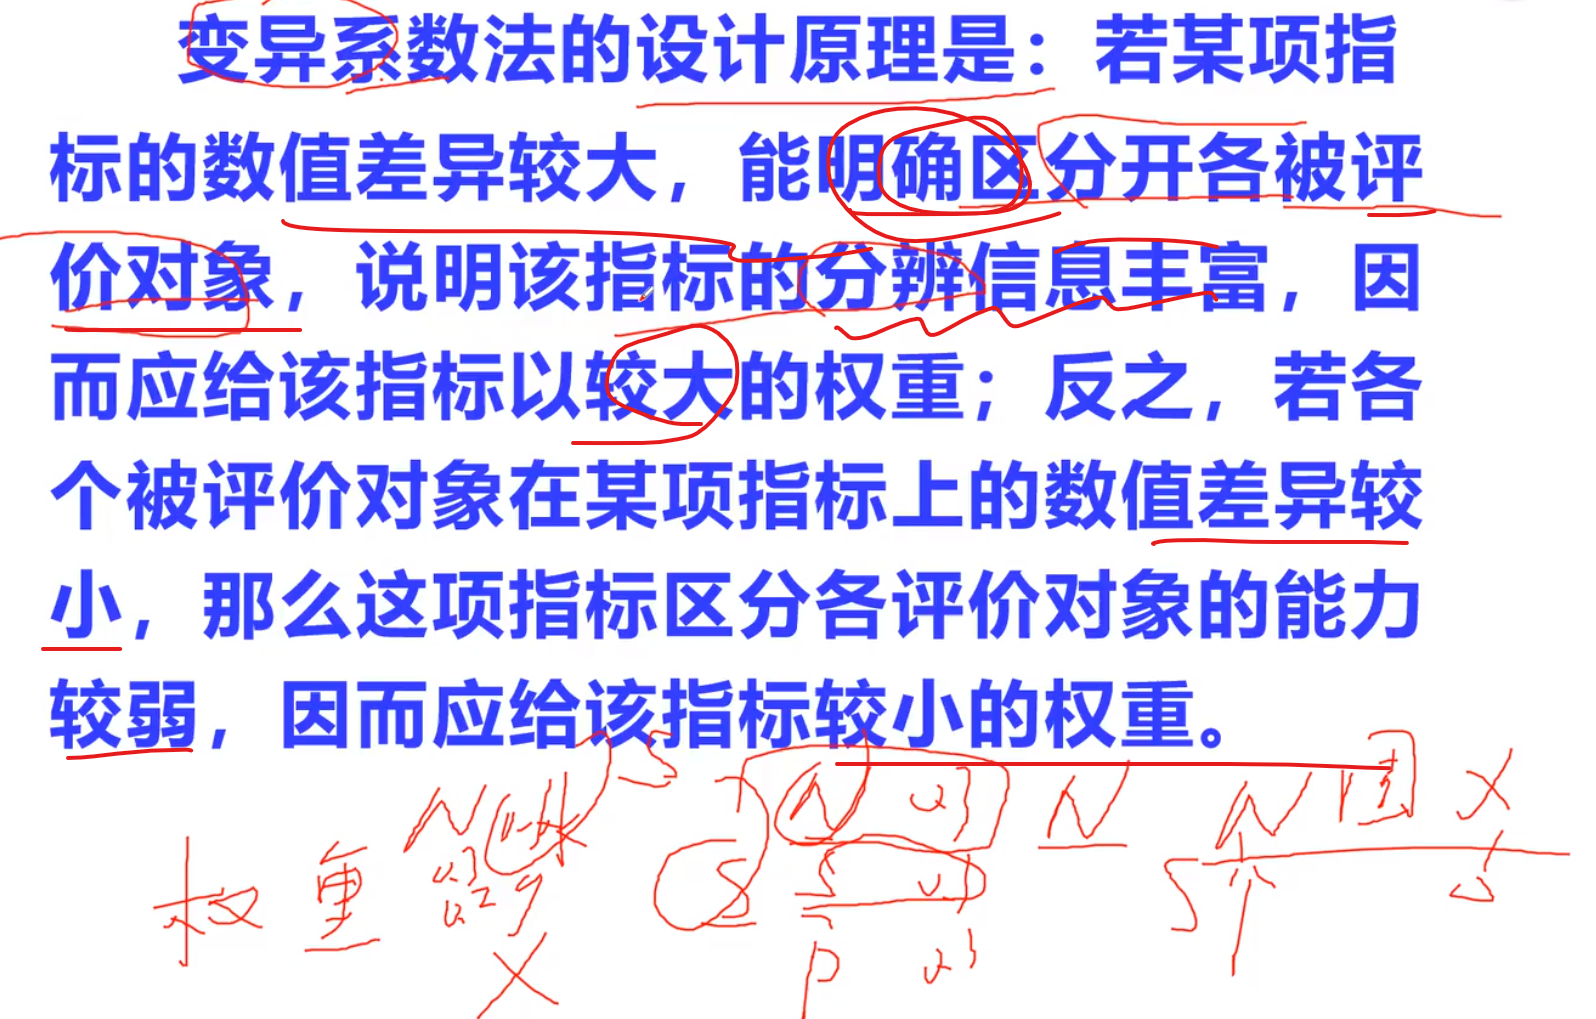 变异系数法的设计原理是：若某项指
标的数值差异较大，能明确区分开各被评
价对象，说明该指标的分辨信息丰富，因
而应给该指标以较大的权重；反之，若各
个被评价对象在某项指标上的数值差异较
小，那么这项指标区分各评价对象的能力
较弱，因而应给该指标较小的权重。
权重